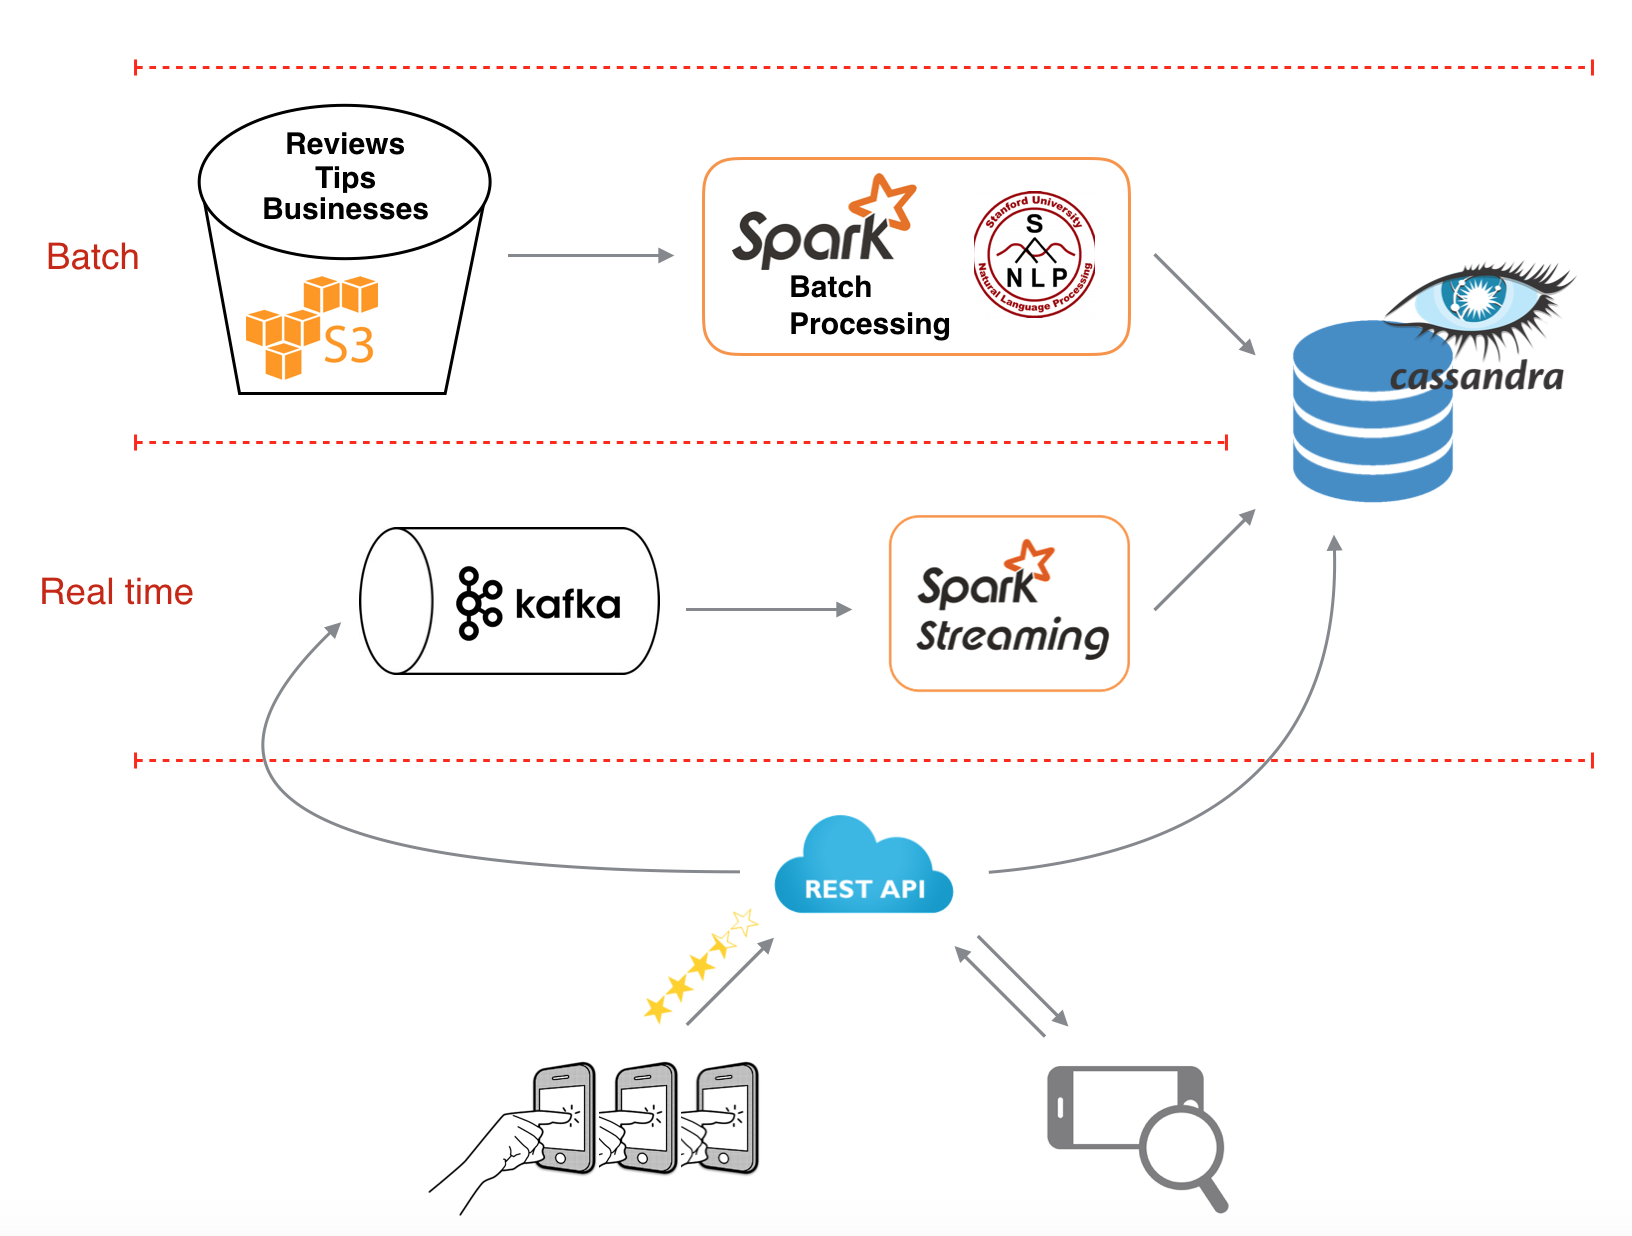 Reviews
Tips
Businesses
S3
Batch
Spark
Batch
Processing
Stanford University
S
NLP
Natural Language Processing
cassandra
Real time
kafka
Spark
Streaming
REST API